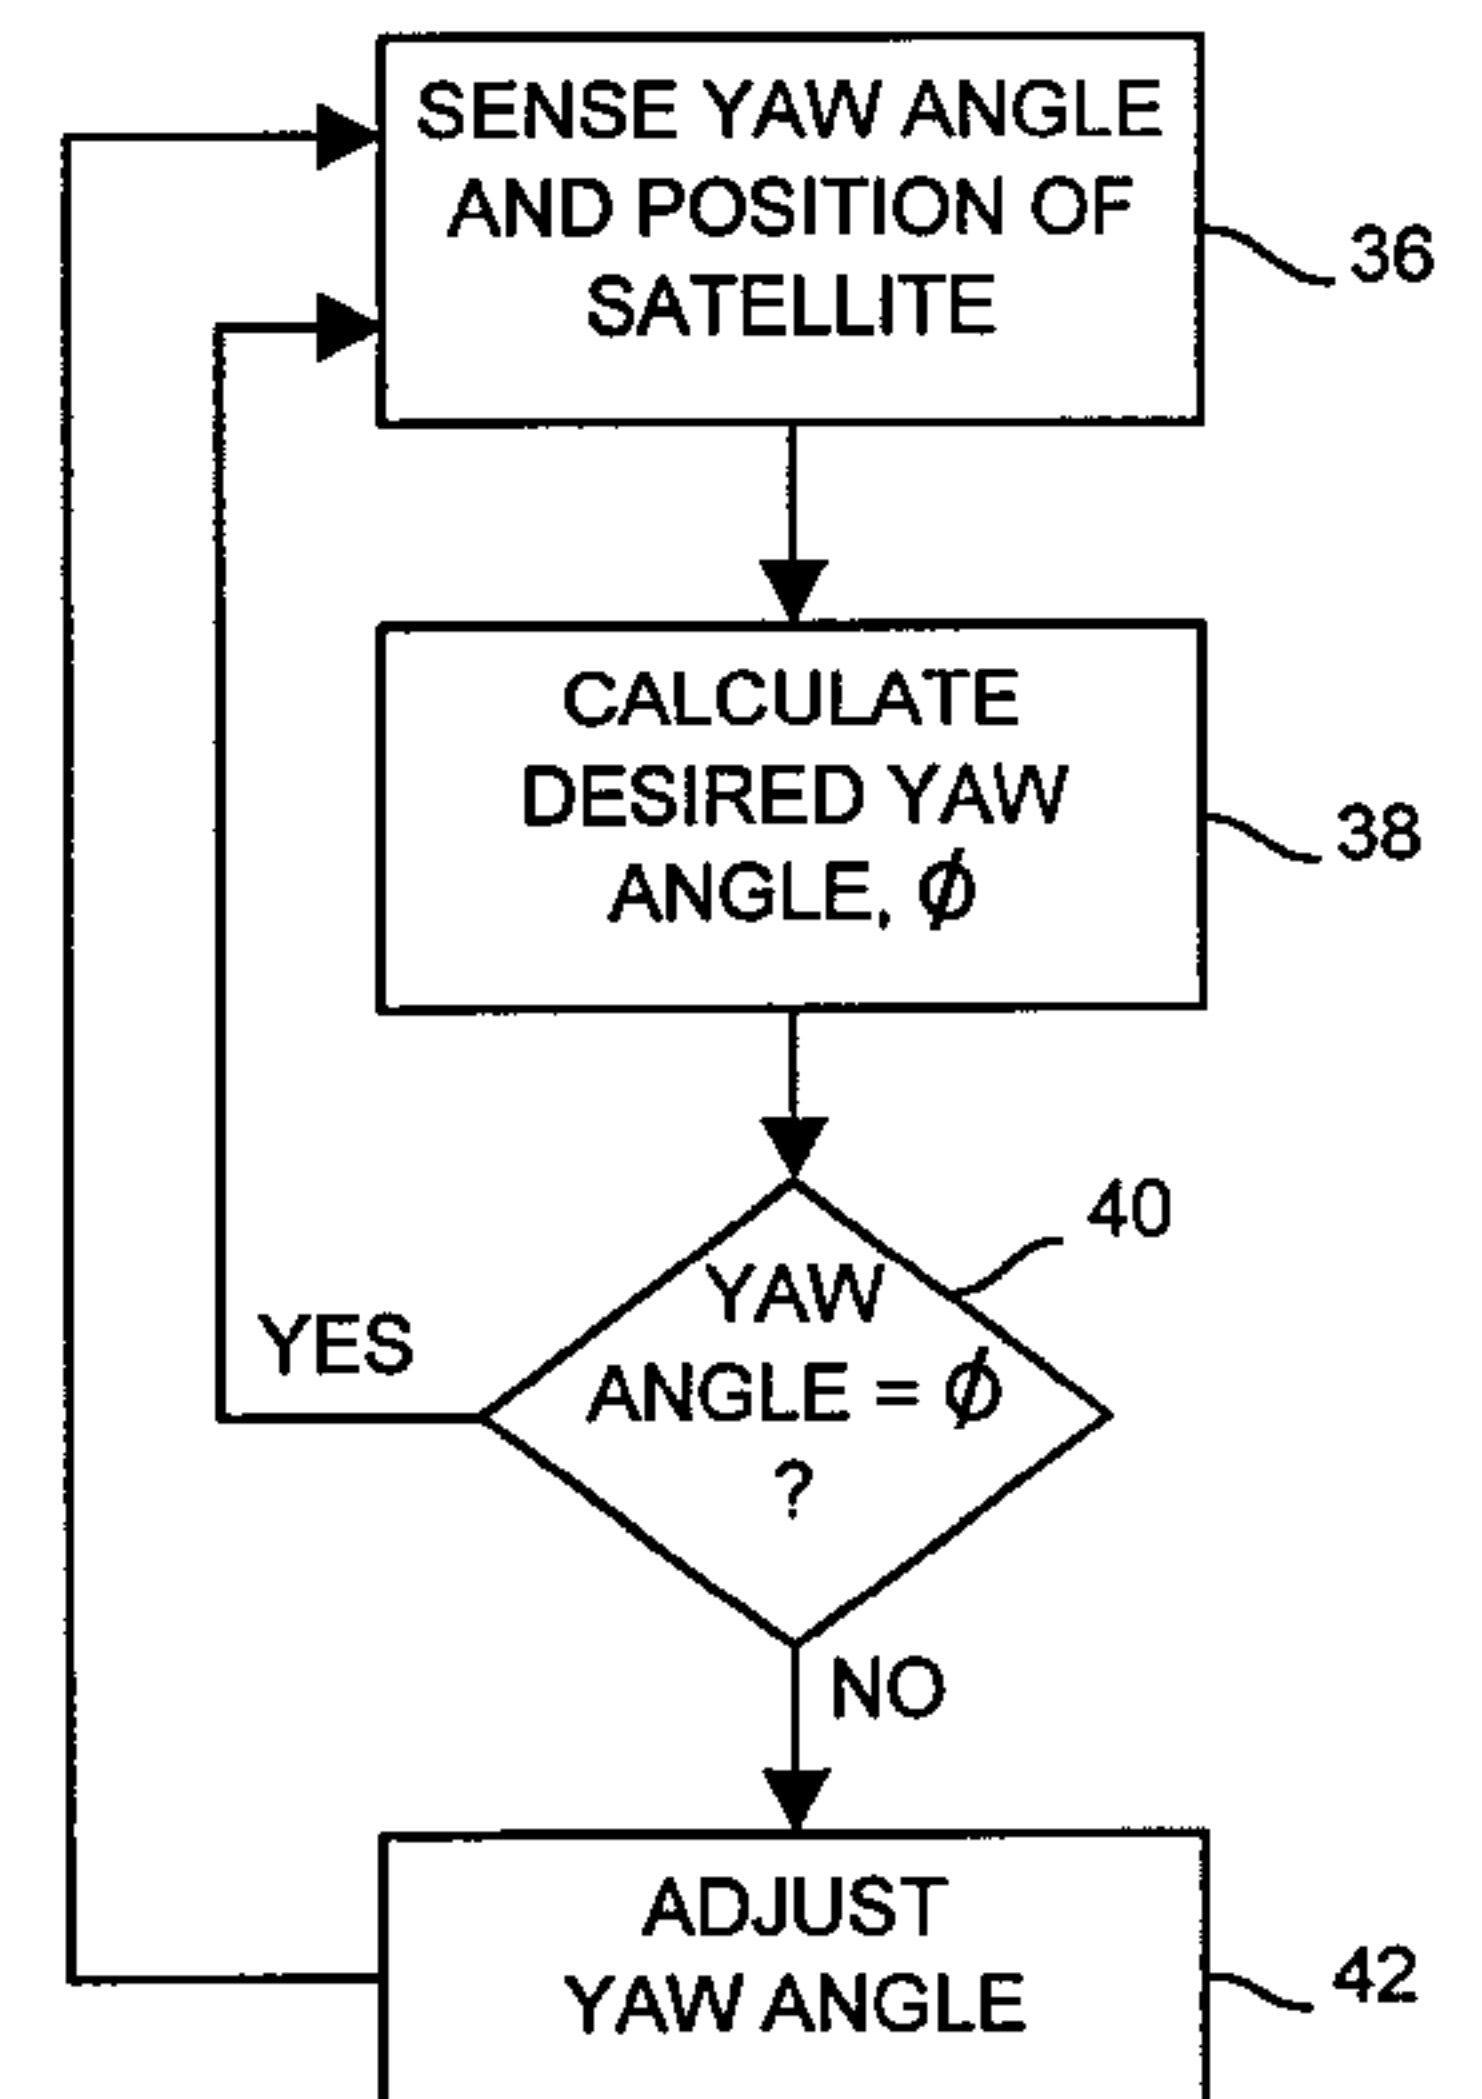 SENSE YAW ANGLE
AND POSITION OF
SATELLITE
36
CALCULATE
DESIRED YAW
ANGLE, ϕ
38
40
YAW
ANGLE = ϕ
?
YES
NO
ADJUST
YAW ANGLE
42